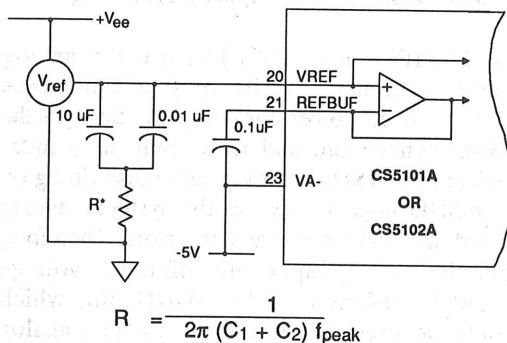 +Vee
Vref
20 VREF
21 REFBUF
10 uF
0.01 uF
0.1uF
+
−
23 VA-
R*
-5V
CS5101A
OR
CS5102A
R = 1 / 2π (C1 + C2) fpeak